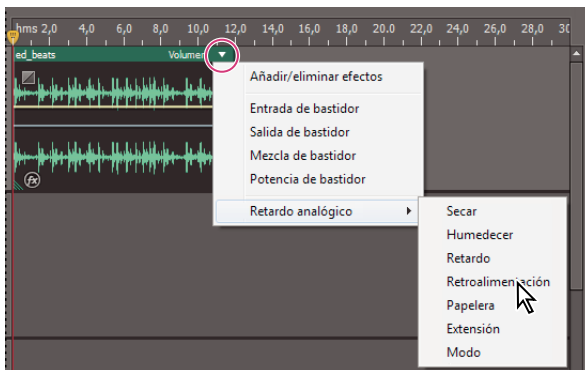 hms 2,0 4,0 6,0 8,0 10,0 12,0 14,0 16,0 18,0 20.0 22,0 24,0 26,0 28,0 30
ed_beats Volumen
Añadir/eliminar efectos
Entrada de bastidor
Salida de bastidor
Mezcla de bastidor
Potencia de bastidor
Retardo analógico
Secar
Humedecer
Retardo
Retroalimentación
Papelera
Extensión
Modo
fx